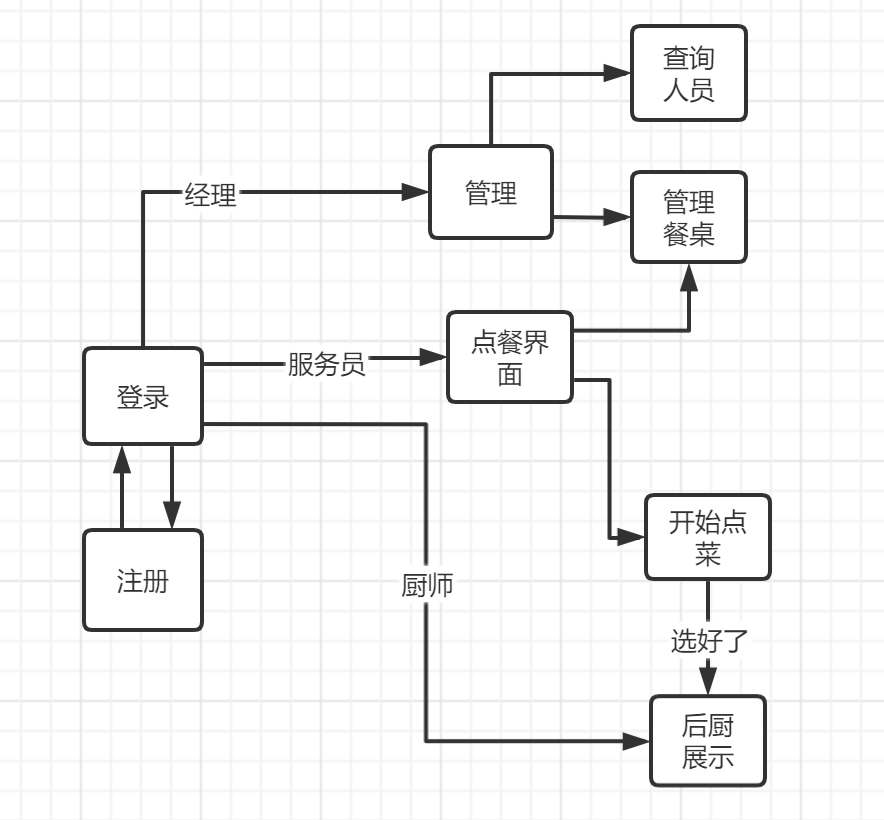 查询
人员
经理
管理
管理
餐桌
点餐界
面
服务员
登录
开始点
菜
注册
厨师
选好了
后厨
展示